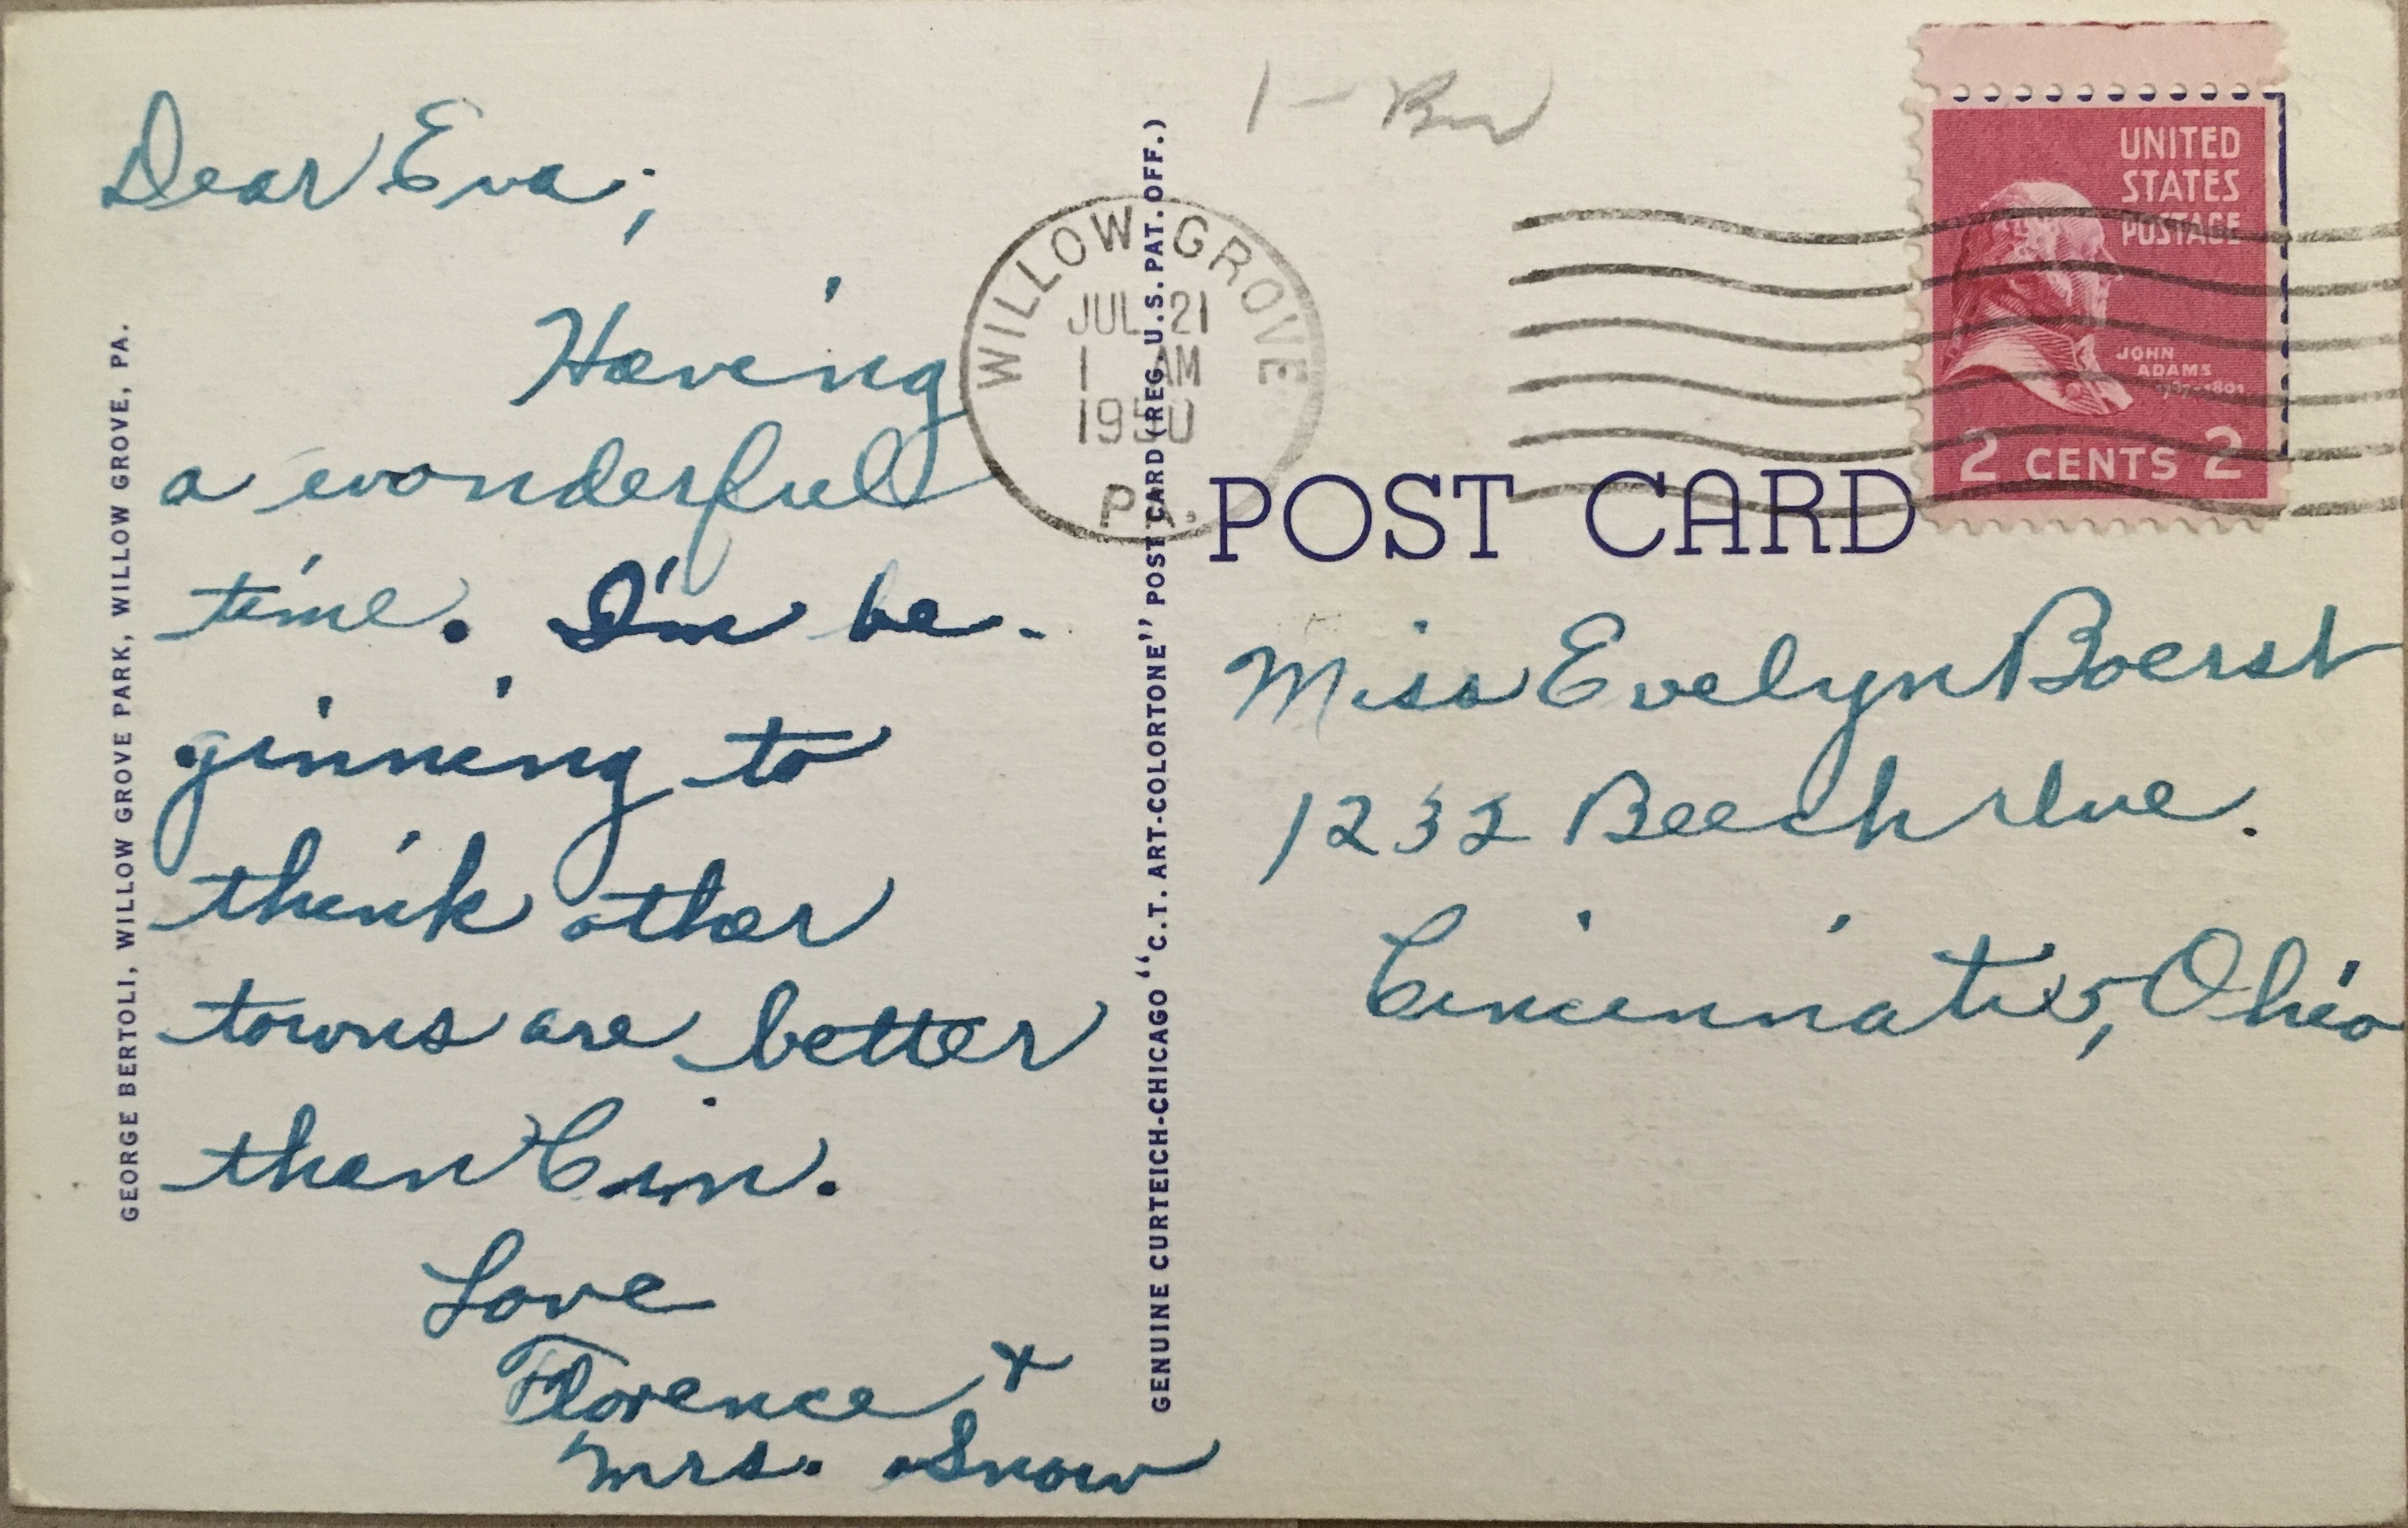 Dear Eva;
Having
a wonderful
time. I'm be-
ginning to
think other
towns are better
than Cin.
Love
Florence &
Mrs. Snow
GEORGE BERTOLI, WILLOW GROVE PARK, WILLOW GROVE, PA.
GENUINE CURTEICH-CHICAGO "C.T. ART-COLORTONE" POST CARD (REG. U.S. PAT. OFF.)
1 -
WILLOW GROVE
JUL 21
1 AM
1950
PA.
UNITED
STATES
POSTAGE
JOHN
ADAMS
1797-1801
2 CENTS 2
POST CARD
Miss Evelyn Boerst
1232 Beech Ave.
Cincinnati 5, Ohio